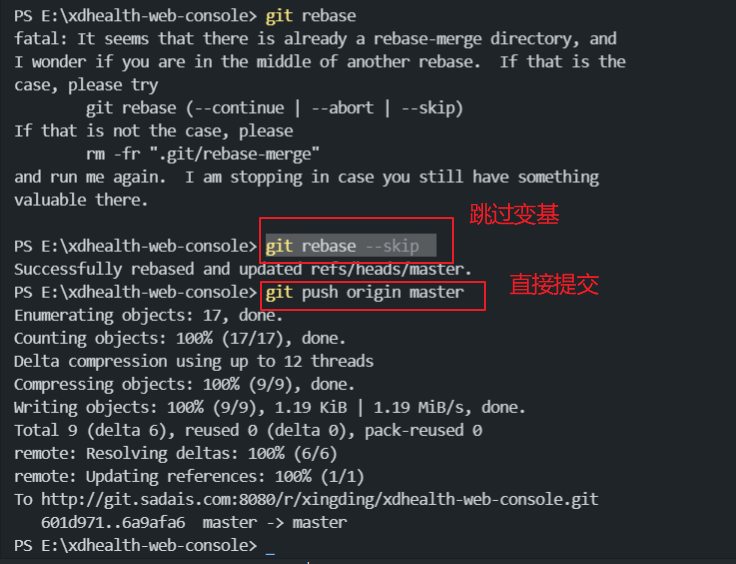 PS E:\xdhealth-web-console> git rebase
fatal: It seems that there is already a rebase-merge directory, and
I wonder if you are in the middle of another rebase.  If that is the
case, please try
        git rebase (--continue | --abort | --skip)
If that is not the case, please
        rm -fr ".git/rebase-merge"
and run me again.  I am stopping in case you still have something
valuable there.
跳过变基
PS E:\xdhealth-web-console> git rebase --skip
Successfully rebased and updated refs/heads/master.
PS E:\xdhealth-web-console> git push origin master
直接提交
Enumerating objects: 17, done.
Counting objects: 100% (17/17), done.
Delta compression using up to 12 threads
Compressing objects: 100% (9/9), done.
Writing objects: 100% (9/9), 1.19 KiB | 1.19 MiB/s, done.
Total 9 (delta 6), reused 0 (delta 0), pack-reused 0
remote: Resolving deltas: 100% (6/6)
remote: Updating references: 100% (1/1)
To http://git.sadais.com:8080/r/xingding/xdhealth-web-console.git
   601d971..6a9afa6  master -> master
PS E:\xdhealth-web-console> _